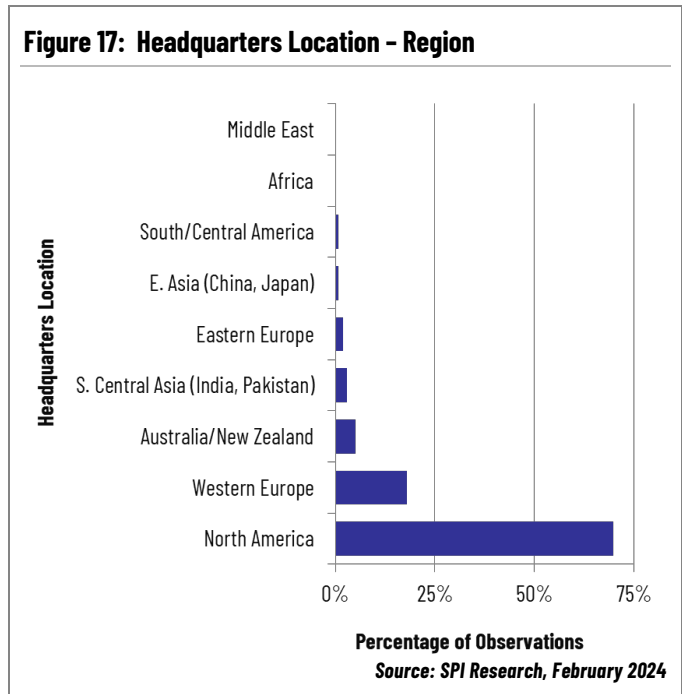 Figure 17: Headquarters Location – Region
Headquarters Location
Middle East
Africa
South/Central America
E. Asia (China, Japan)
Eastern Europe
S. Central Asia (India, Pakistan)
Australia/New Zealand
Western Europe
North America
0% 25% 50% 75%
Percentage of Observations
Source: SPI Research, February 2024